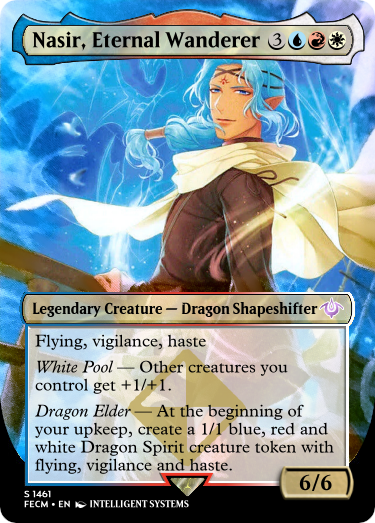 Nasir, Eternal Wanderer 3
Legendary Creature — Dragon Shapeshifter
Flying, vigilance, haste
White Pool — Other creatures you
control get +1/+1.
Dragon Elder — At the beginning of
your upkeep, create a 1/1 blue, red and
white Dragon Spirit creature token with
flying, vigilance and haste.
6/6
S 1461
FECM • EN INTELLIGENT SYSTEMS